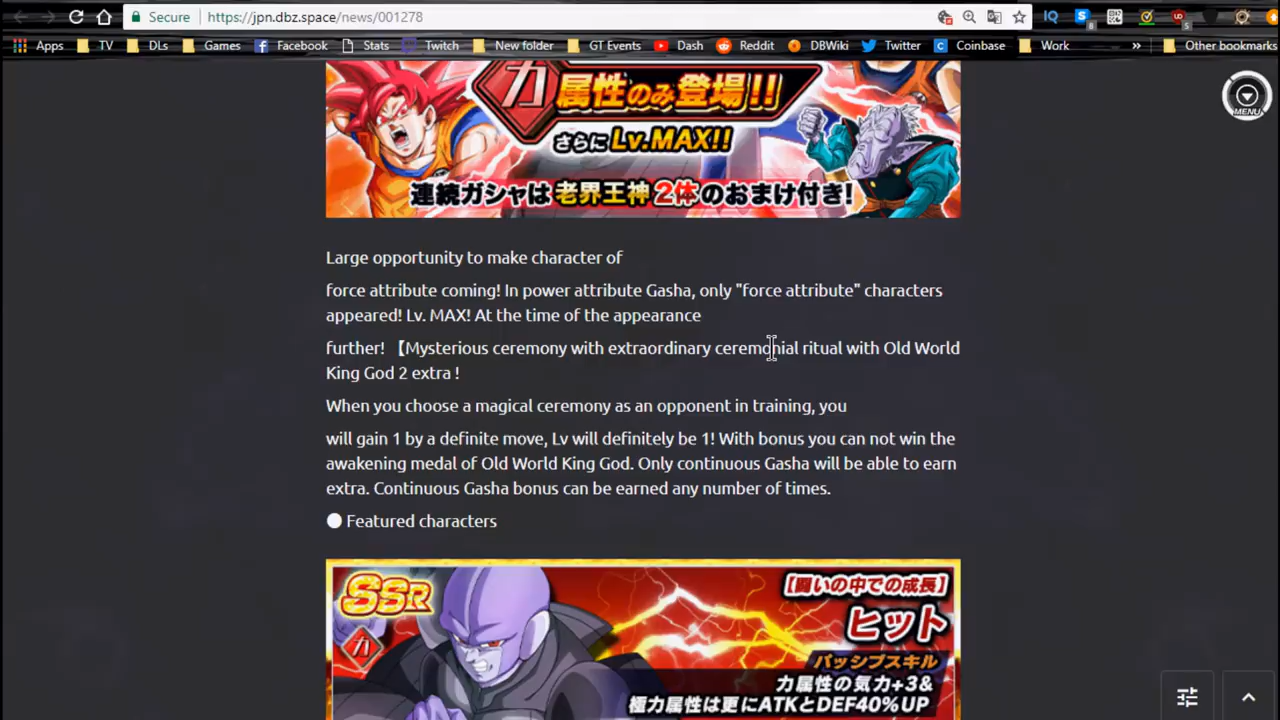 Secure
https://jpn.dbz.space/news/001278
Apps TV DLs Games Facebook Stats Twitch New folder GT Events Dash Reddit DBWiki Twitter Coinbase Work » Other bookmarks
MENU
力属性のみ登場!!
さらにLv.MAX!!
連続ガシャは老界王神2体のおまけ付き!
Large opportunity to make character of
force attribute coming! In power attribute Gasha, only "force attribute" characters
appeared! Lv. MAX! At the time of the appearance
further! 【Mysterious ceremony with extraordinary ceremonial ritual with Old World
King God 2 extra !
When you choose a magical ceremony as an opponent in training, you
will gain 1 by a definite move, Lv will definitely be 1! With bonus you can not win the
awakening medal of Old World King God. Only continuous Gasha will be able to earn
extra. Continuous Gasha bonus can be earned any number of times.
Featured characters
SSR
力
【闘いの中での成長】
ヒット
パッシブスキル
力属性の気力+3&
極力属性は更にATKとDEF40%UP